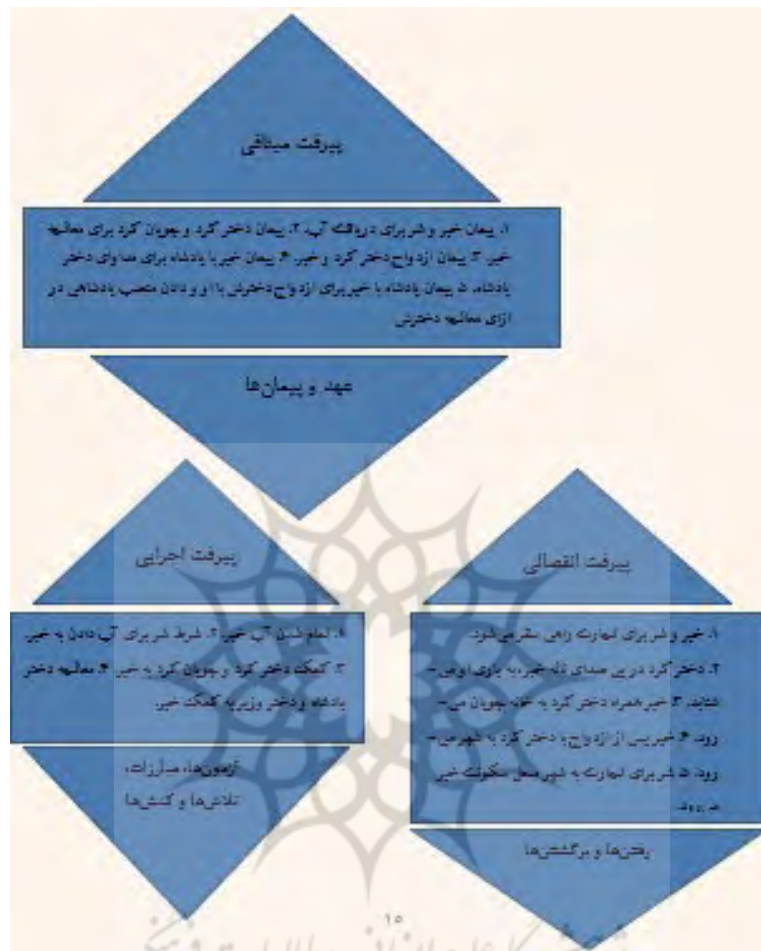 پیرفت میثاقی
۱. پیمان خیر و شر برای دریافت آب. ۲. پیمان دختر کرد و چوپان کرد برای معالجه
خیر. ۳. پیمان ازدواج دختر کرد و خیر. ۴. پیمان خیر با پادشاه برای مداوای دختر
پادشاه. ۵. پیمان پادشاه با خیر برای ازدواج دخترش با او و دادن منصب پادشاهی در
ازای معالجه دخترش
عهد و پیمان‌ها
پیرفت انفصالی
۱. خیر و شر برای تجارت راهی سفر می‌شود.
۲. دختر کرد در پی صدای ناله خیر، به یاری او می-
شتابد. ۳. خیر همراه دختر کرد به خانه چوپان می-
رود. ۴. خیر پس از ازدواج با دختر کرد به شهر می-
رود. ۵. شر برای تجارت به شهر محل سکونت خیر
می‌رود.
رفتن‌ها و برگشتن‌ها
پیرفت اجرایی
۱. تمام شدن آب خیر. ۲. شرط شر برای آب دادن به خیر.
۳. کمک دختر کرد و چوپان کرد به خیر. ۴. معالجه دختر
پادشاه و دختر وزیر به کمک خیر.
آزمون‌ها، مبارزات،
تلاش‌ها و کنش‌ها
۱۵